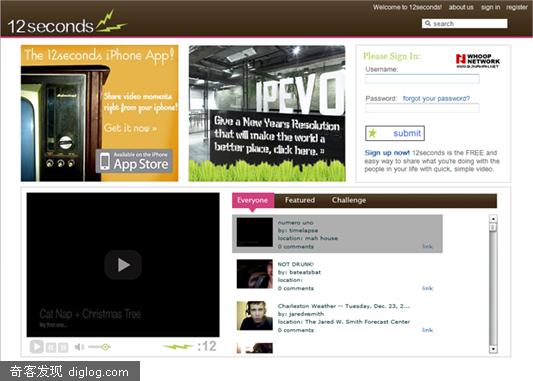 Welcome to 12seconds! about us sign in register
12seconds
search
The 12seconds iPhone App!
Share video moments
right from your iphone!
Get it now »
Available on the iPhone
App Store
IPEVO
Give a New Years Resolution
that will make the world a
better place, click here. »
Please Sign In:
WHOOP
NETWORK
Username:
Password: forgot your password?
submit
Sign up now! 12seconds is the FREE and
easy way to share what you're doing with the
people in your life with quick, simple video.
Everyone Featured Challenge
numero uno
by: timelapse
location: mah house
0 comments link
NOT DRUNK!
by: bateatsbat
location:
0 comments link
Charleston Weather -- Tuesday, Dec. 23, 2...
by: jaredwsmith
location: The Jared W. Smith Forecast Center
0 comments link
Cat Nap + Christmas Tree
My first one...
:12
奇客发现 diglog.com